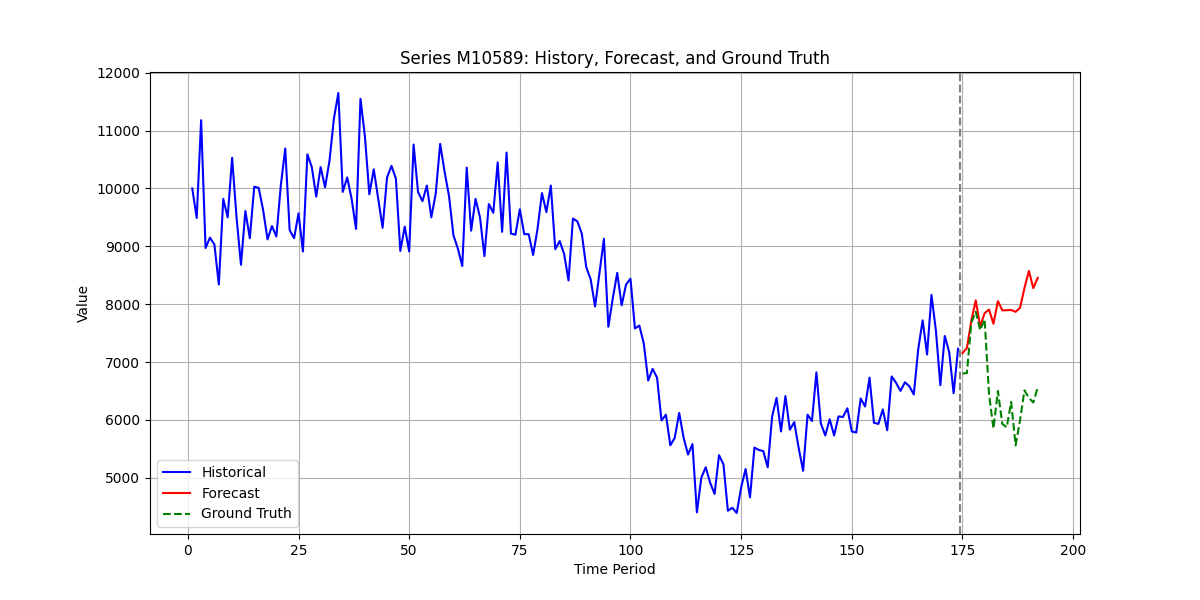 Series M10589: History, Forecast, and Ground Truth
12000
11000
10000
9000
8000
7000
6000
5000
Value
Historical
Forecast
Ground Truth
0 25 50 75 100 125 150 175 200
Time Period